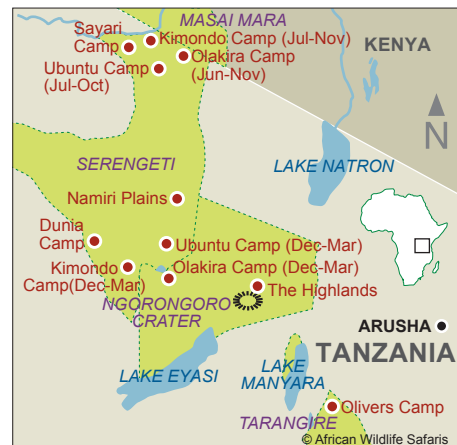 MASAI MARA
Sayari
Camp
Kimondo Camp (Jul-Nov)
Olakira Camp
(Jun-Nov)
Ubuntu Camp
(Jul-Oct)
KENYA
N
SERENGETI
LAKE NATRON
Namiri Plains
Dunia
Camp
Ubuntu Camp (Dec-Mar)
Kimondo
Camp(Dec-Mar)
Olakira Camp (Dec-Mar)
The Highlands
NGORONGORO
CRATER
ARUSHA
TANZANIA
LAKE EYASI
LAKE
MANYARA
Olivers Camp
TARANGIRE
© African Wildlife Safaris